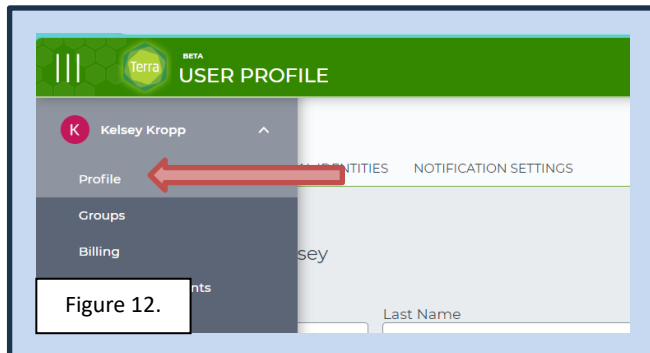 Terra
BETA
USER PROFILE
K Kelsey Kropp
Profile
NOTIFICATION SETTINGS
Groups
Billing
Figure 12.
Last Name